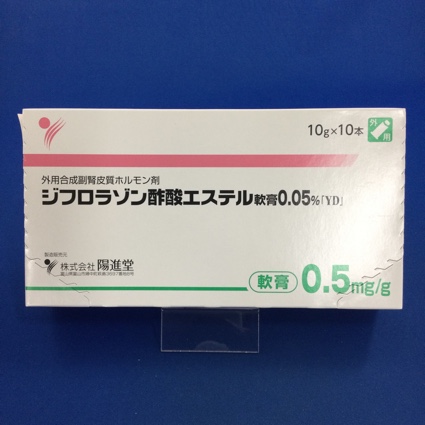 10g×10本
外用
外用合成副腎皮質ホルモン剤
ジフロラゾン酢酸エステル軟膏0.05%「YD」
製造販売元
株式会社 陽進堂
軟膏 0.5mg/g